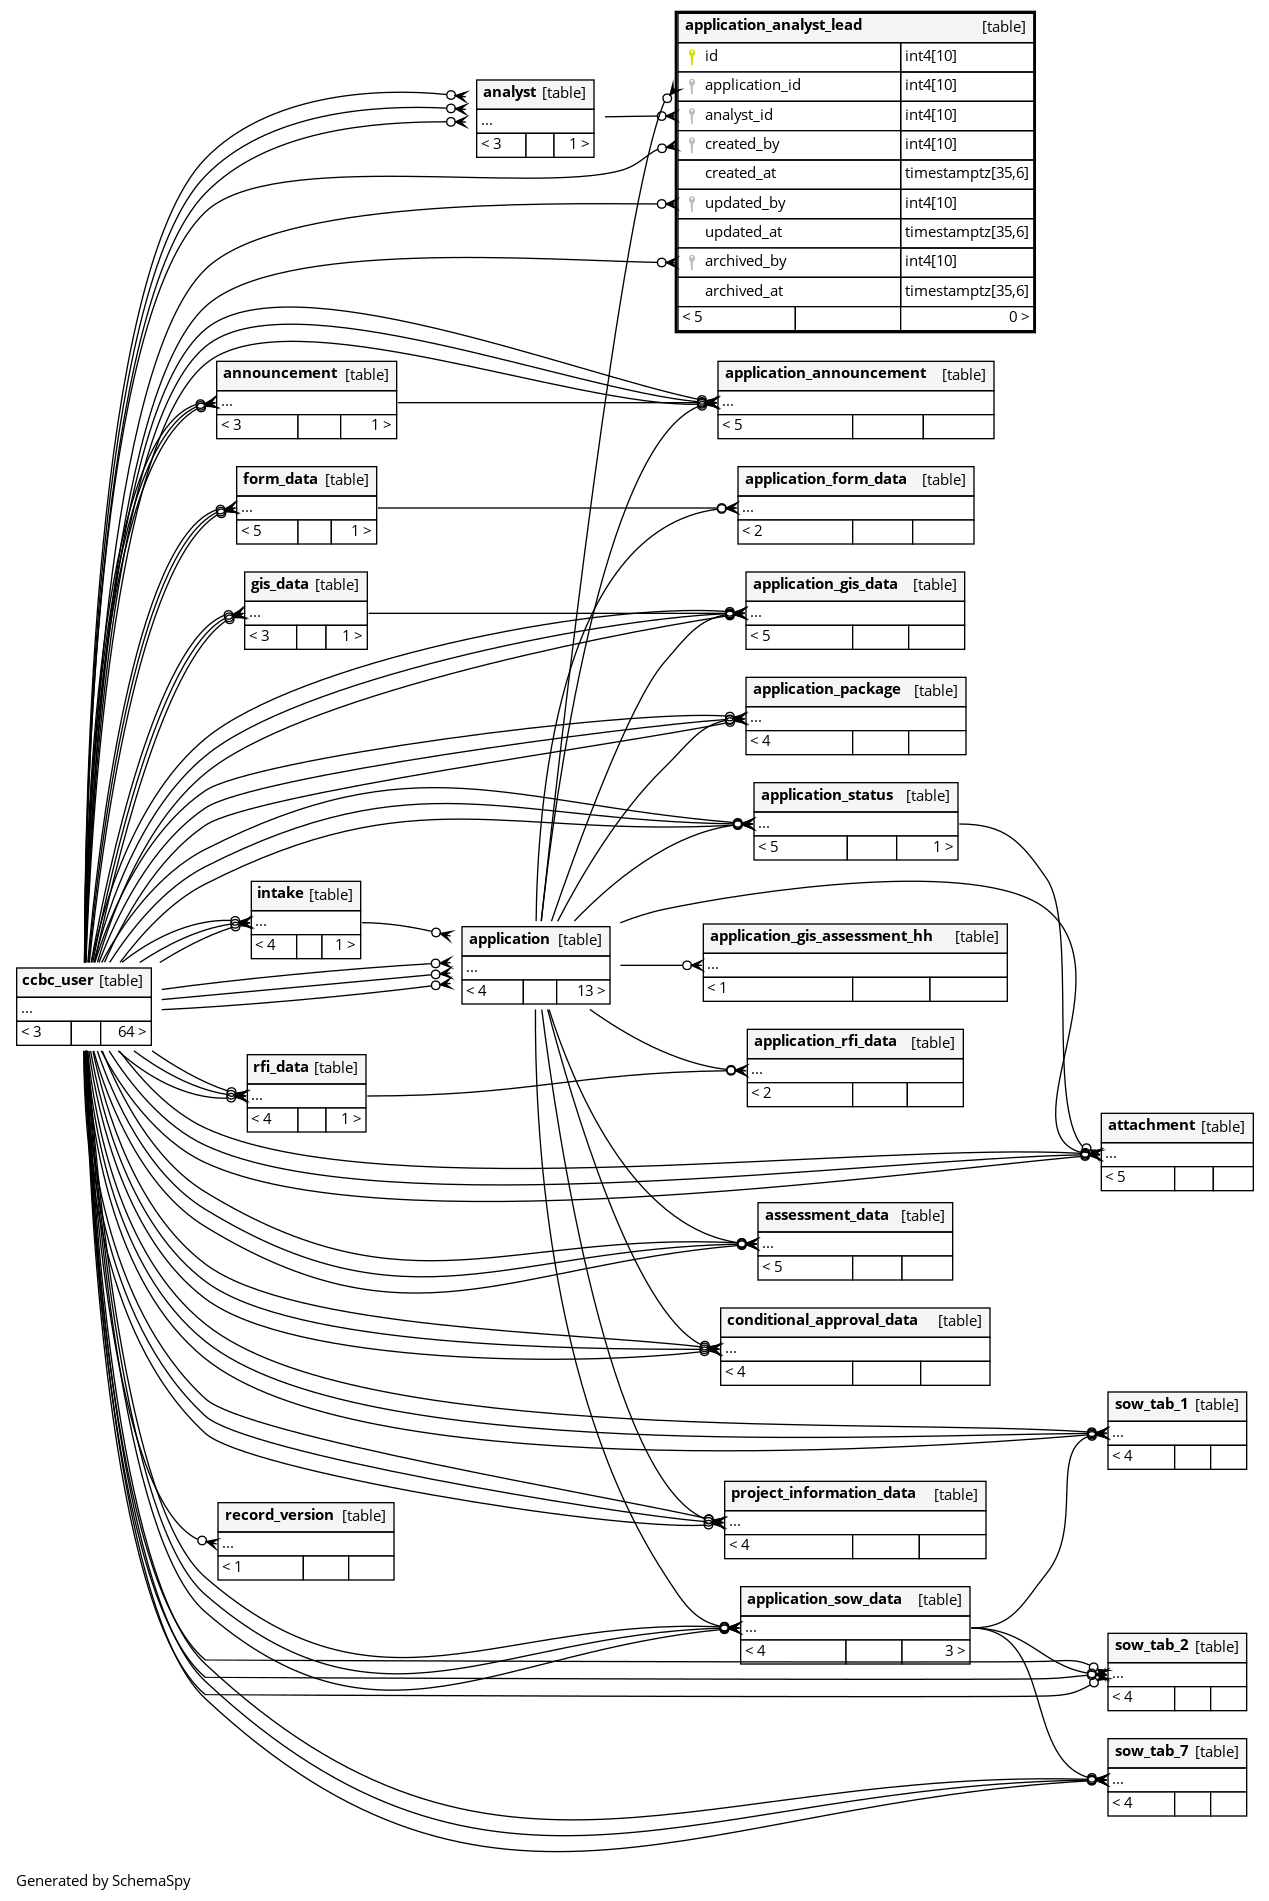 application_analyst_lead [table]
id int4[10]
application_id int4[10]
analyst_id int4[10]
created_by int4[10]
created_at timestamptz[35,6]
updated_by int4[10]
updated_at timestamptz[35,6]
archived_by int4[10]
archived_at timestamptz[35,6]
< 5 0 >
analyst [table]
...
< 3 1 >
announcement [table]
...
< 3 1 >
application_announcement [table]
...
< 5
form_data [table]
...
< 5 1 >
application_form_data [table]
...
< 2
gis_data [table]
...
< 3 1 >
application_gis_data [table]
...
< 5
application_package [table]
...
< 4
application_status [table]
...
< 5 1 >
intake [table]
...
< 4 1 >
application [table]
...
< 4 13 >
application_gis_assessment_hh [table]
...
< 1
ccbc_user [table]
...
< 3 64 >
application_rfi_data [table]
...
< 2
rfi_data [table]
...
< 4 1 >
attachment [table]
...
< 5
assessment_data [table]
...
< 5
conditional_approval_data [table]
...
< 4
sow_tab_1 [table]
...
< 4
project_information_data [table]
...
< 4
record_version [table]
...
< 1
application_sow_data [table]
...
< 4 3 >
sow_tab_2 [table]
...
< 4
sow_tab_7 [table]
...
< 4
Generated by SchemaSpy